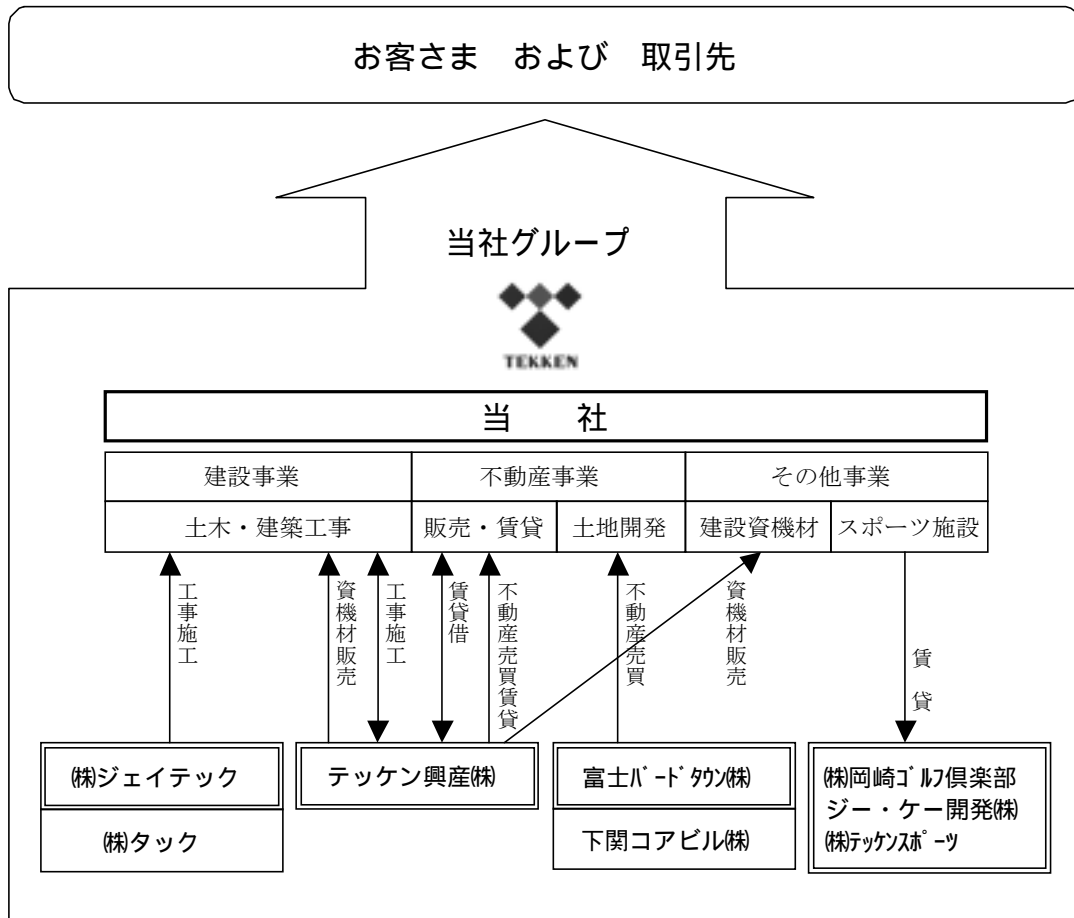 お客さま　および　取引先
当社グループ
TEKKEN
当　　社
建設事業
不動産事業
その他事業
土木・建築工事
販売・賃貸
土地開発
建設資機材
スポーツ施設
工事施工
資機材販売
工事施工
賃貸借
不動産売買賃貸
不動産売買
資機材販売
賃　貸
㈱ジェイテック
㈱タック
テッケン興産㈱
富士ﾊﾞｰﾄﾞﾀｳﾝ㈱
下関コアビル㈱
㈱岡崎ｺﾞﾙﾌ倶楽部
ジー・ケー開発㈱
㈱ﾃｯｹﾝｽﾎﾟｰﾂ